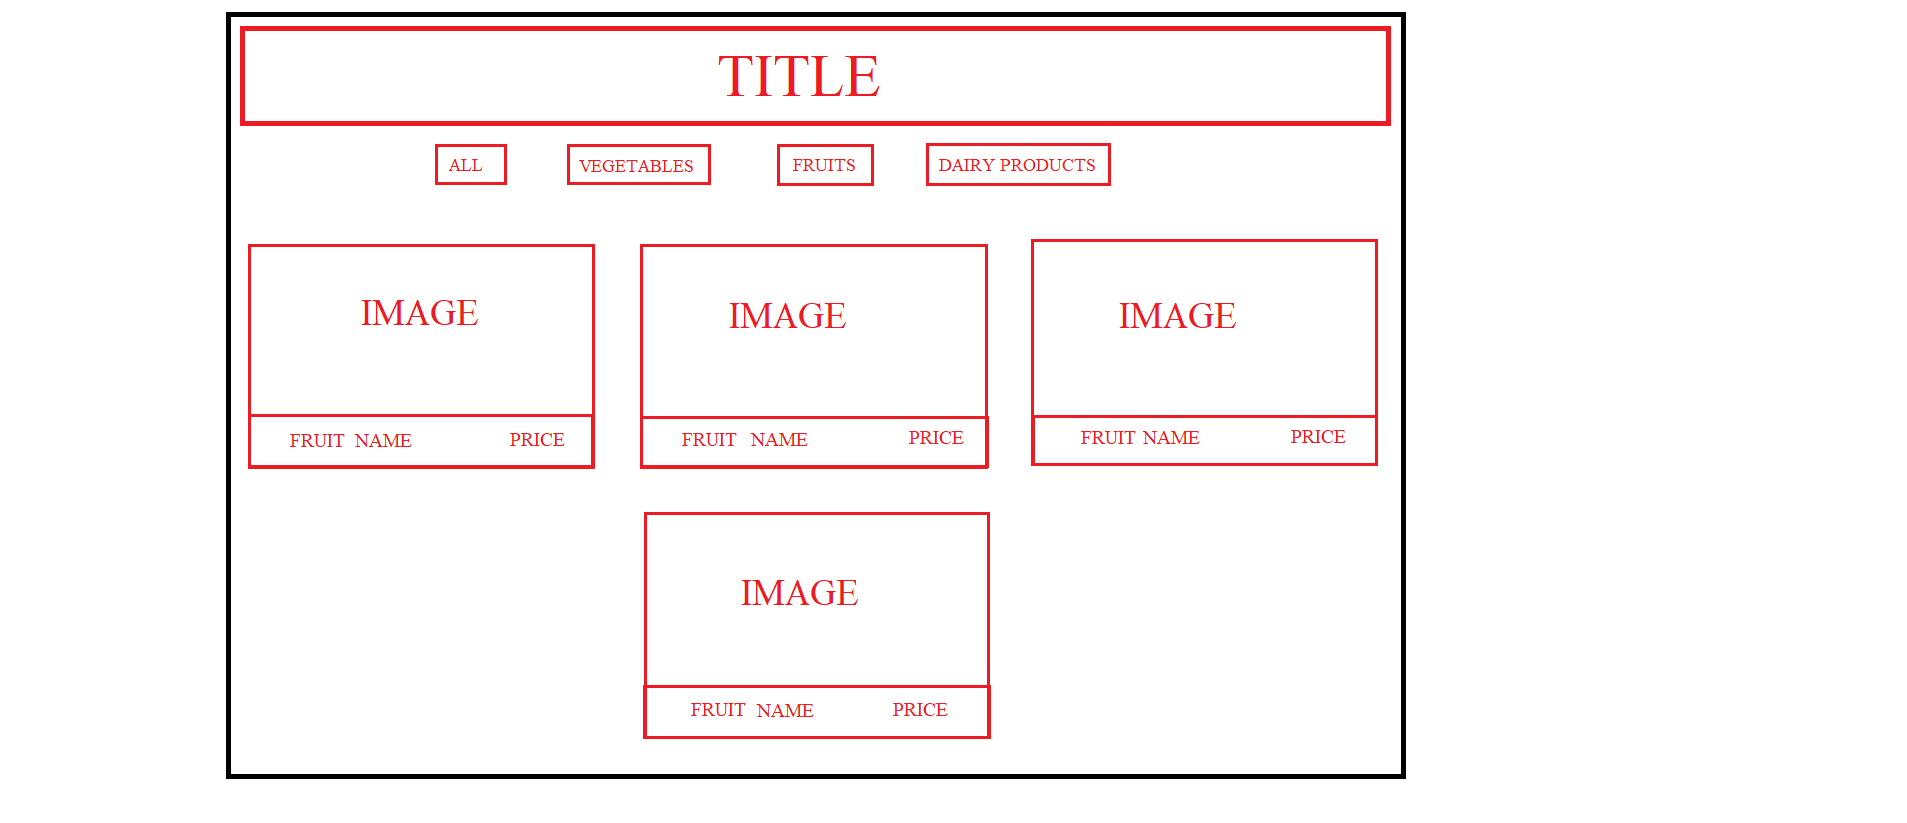 TITLE
ALL VEGETABLES FRUITS DAIRY PRODUCTS
IMAGE IMAGE IMAGE
FRUIT NAME PRICE FRUIT NAME PRICE FRUIT NAME PRICE
IMAGE
FRUIT NAME PRICE